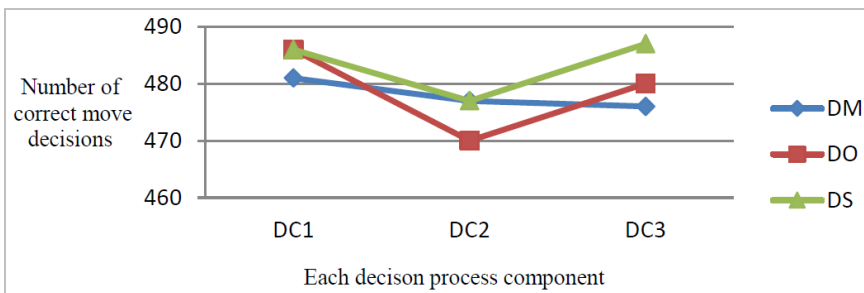 490
480
470
460
Number of
correct move
decisions
DC1 DC2 DC3
Each decison process component
DM
DO
DS